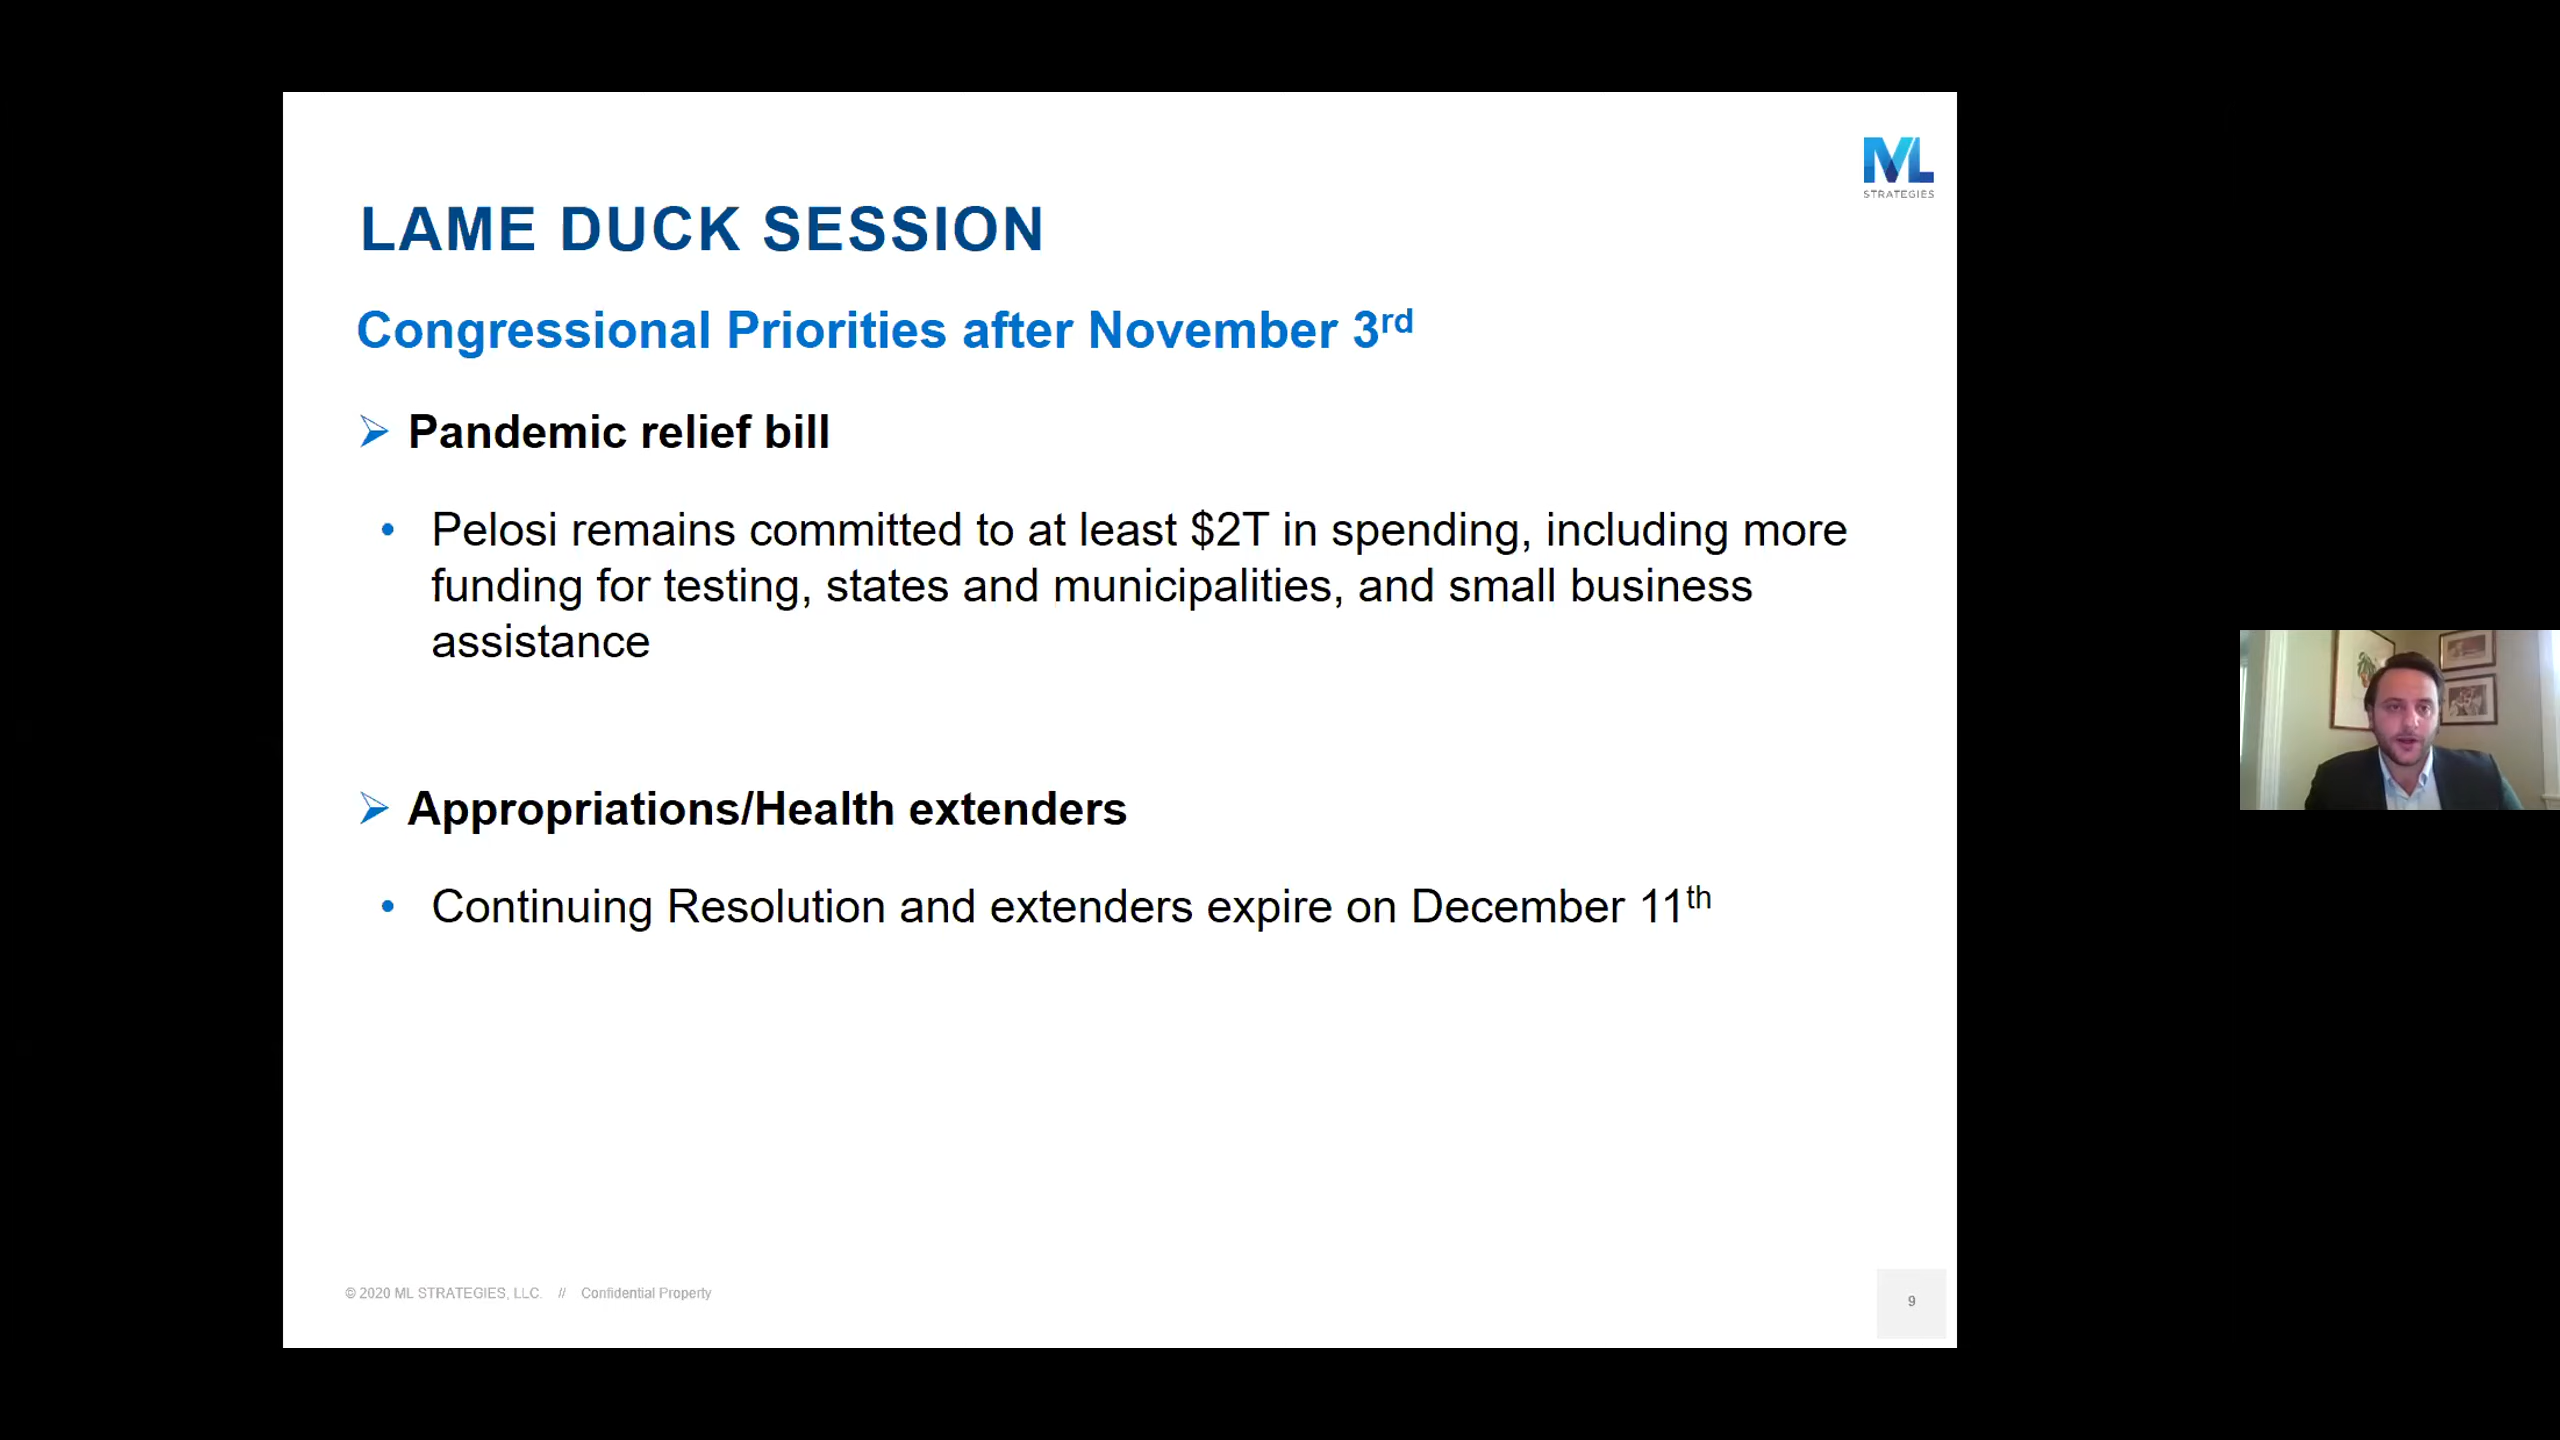 ML
STRATEGIES
LAME DUCK SESSION
Congressional Priorities after November 3rd
➢ Pandemic relief bill
• Pelosi remains committed to at least $2T in spending, including more
funding for testing, states and municipalities, and small business
assistance
➢ Appropriations/Health extenders
• Continuing Resolution and extenders expire on December 11th
© 2020 ML STRATEGIES, LLC. // Confidential Property
9